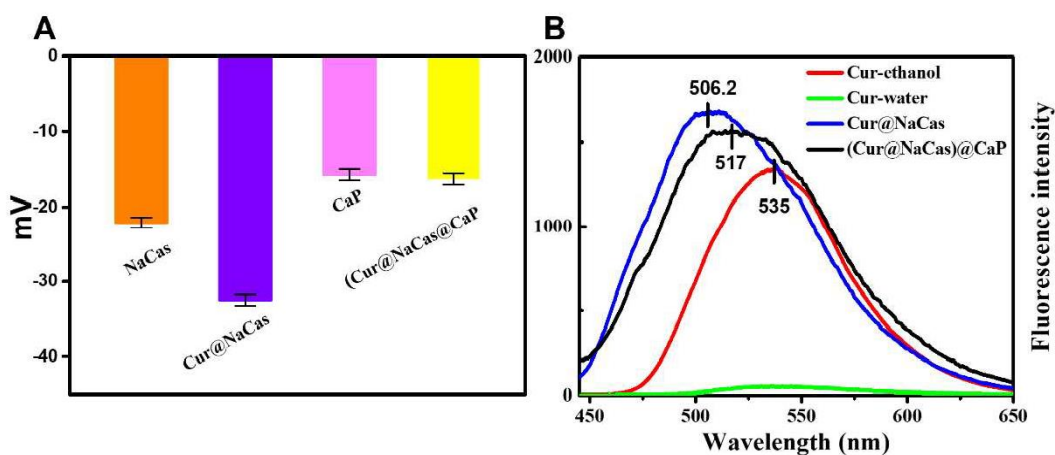 A
0
-10
-20
-30
-40
mV
NaCas
Cur@NaCas
CaP
(Cur@NaCas@CaP
B
2000
1000
0
506.2
517
535
Cur-ethanol
Cur-water
Cur@NaCas
(Cur@NaCas)@CaP
450
500
550
600
650
Wavelength (nm)
Fluorescence intensity